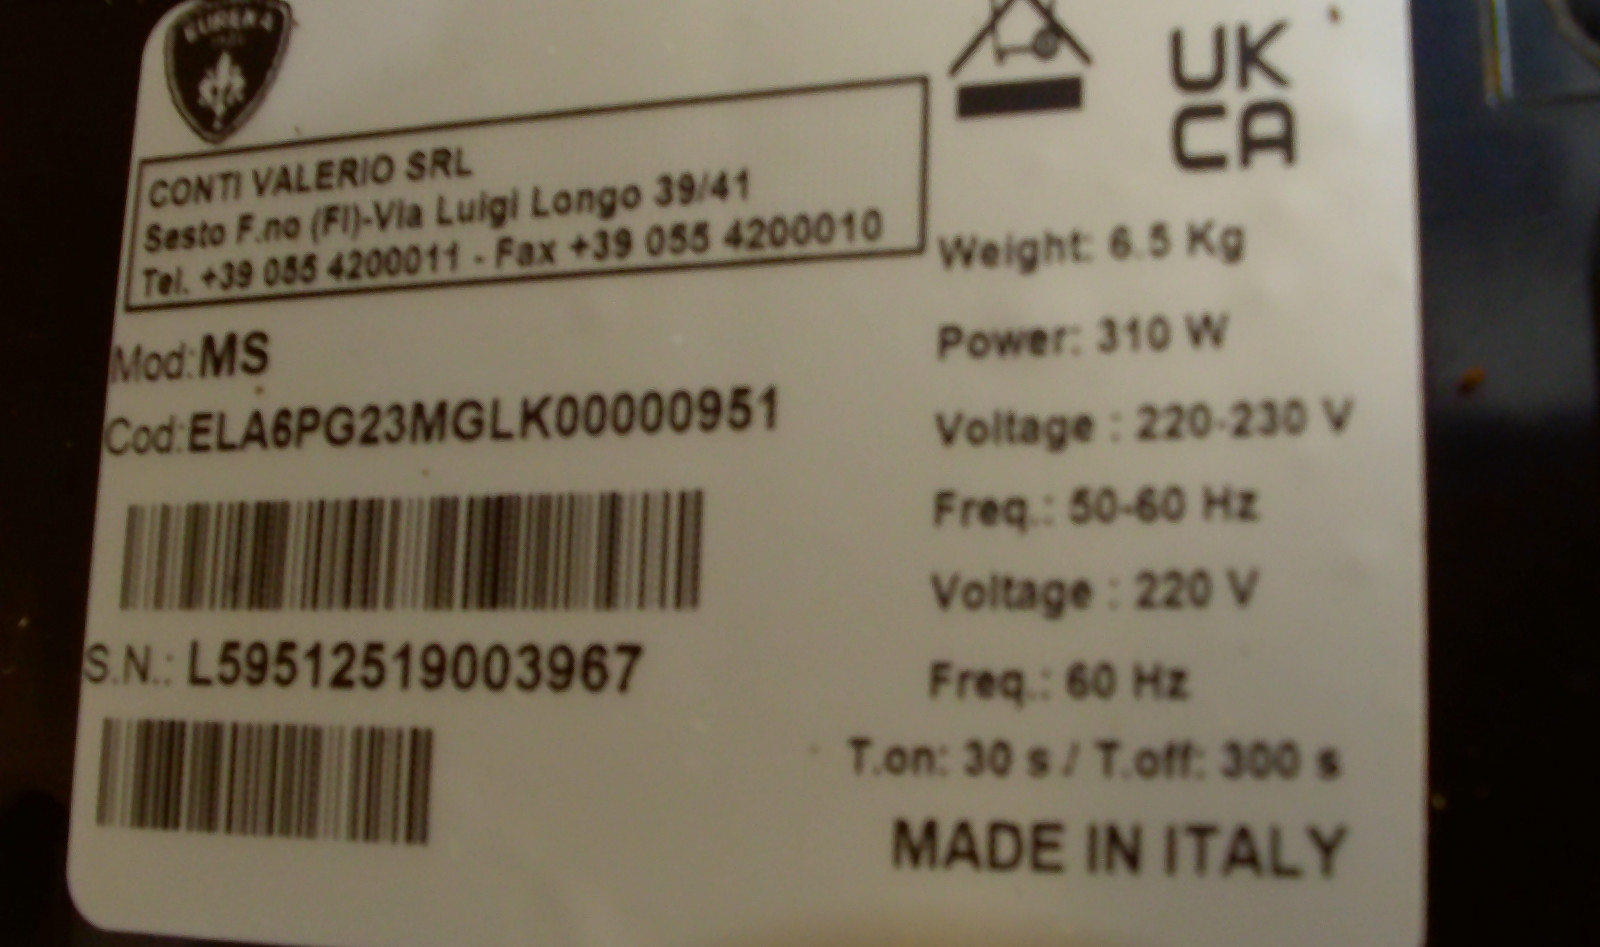 EUREKA
UK
CA
CONTI VALERIO SRL
Sesto F.no (FI)-Via Luigi Longo 39/41
Tel. +39 055 4200011 - Fax +39 055 4200010
Mod:MS
Cod:ELA6PG23MGLK00000951
S.N.: L59512519003967
Weight: 6.5 Kg
Power: 310 W
Voltage : 220-230 V
Freq.: 50-60 Hz
Voltage : 220 V
Freq.: 60 Hz
T.on: 30 s / T.off: 300 s
MADE IN ITALY